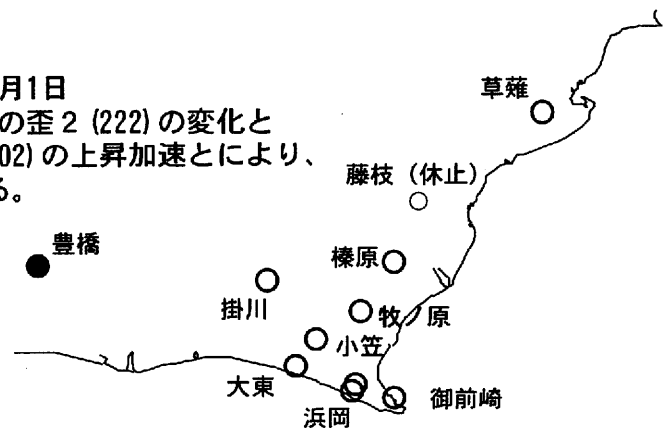 月1日
の歪2 (222) の変化と
02) の上昇加速とにより、
る。
草薙
藤枝（休止）
豊橋
榛原
掛川
牧ノ原
小笠
大東
御前崎
浜岡